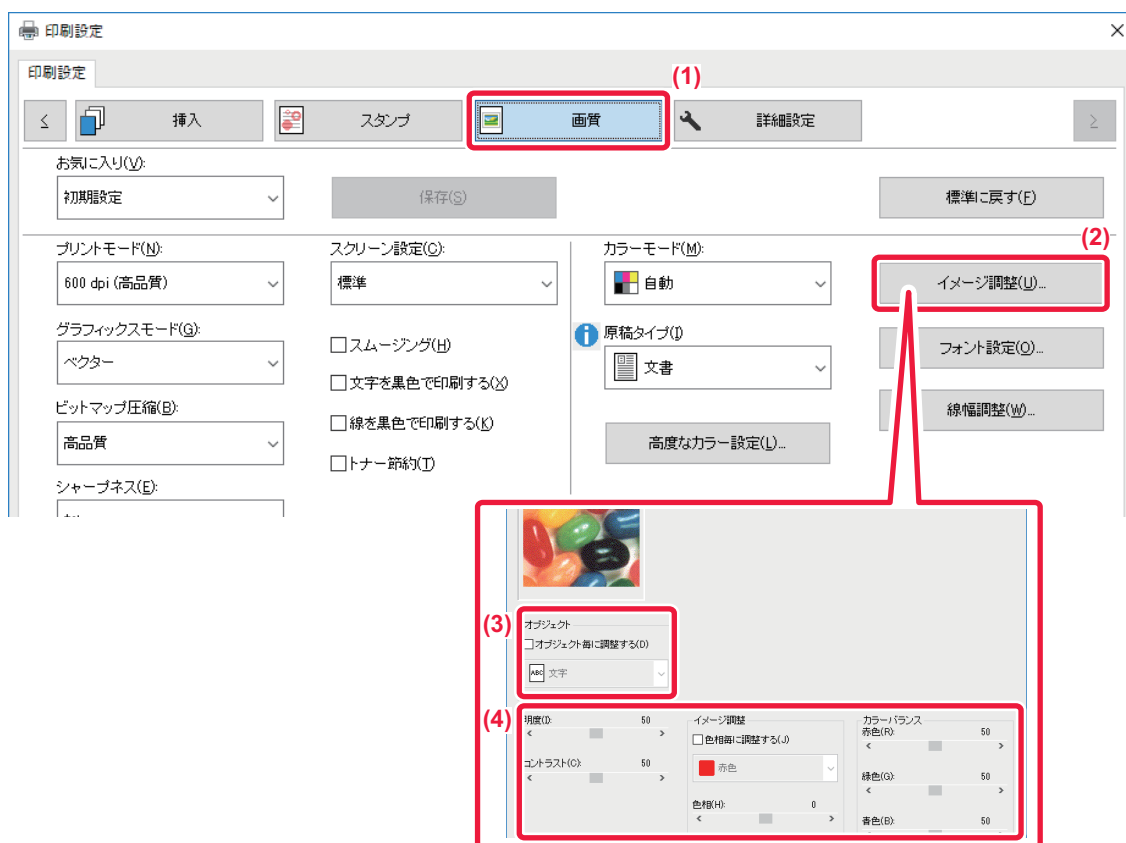 印刷設定
印刷設定
(1)
挿入
スタンプ
画質
詳細設定
お気に入り(V):
初期設定
保存(S)
標準に戻す(F)
(2)
プリントモード(N):
スクリーン設定(C):
カラーモード(M):
600 dpi (高品質)
標準
自動
イメージ調整(U)...
グラフィックスモード(G):
原稿タイプ(I)
ベクター
スムージング(H)
文書
フォント設定(O)...
文字を黒色で印刷する(X)
ビットマップ圧縮(B):
線を黒色で印刷する(K)
線幅調整(W)...
高品質
高度なカラー設定(L)...
トナー節約(T)
シャープネス(E):
(3)
オブジェクト
オブジェクト毎に調整する(D)
ABC 文字
(4)
明度(I): 50
イメージ調整
カラーバランス
赤色(R): 50
色相毎に調整する(J)
コントラスト(C): 50
赤色
緑色(G): 50
色相(H): 0
青色(B): 50